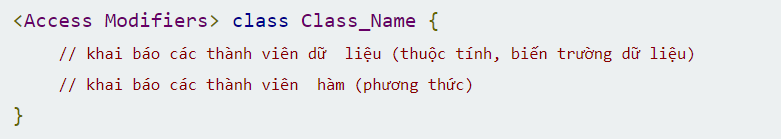 <Access Modifiers> class Class_Name {
// khai báo các thành viên dữ liệu (thuộc tính, biến trường dữ liệu)
// khai báo các thành viên hàm (phương thức)
}